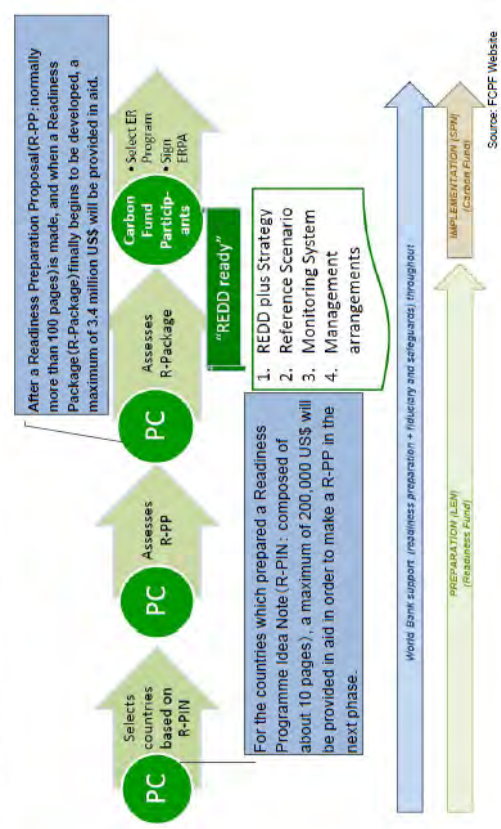 After a Readiness Preparation Proposal(R-PP:normally
more than 100 pages)is made, and when a Readiness
Package(R-Package)finally begins to be developed, a
maximum of 3.4 million US$ will be provided in aid.
PC
Selects
countries
based on
R-PIN
PC
Assesses
R-PP
PC
Assesses
R-Package
Carbon
Fund
Particip-
ants
• Select ER
Program
• Sign
ERPA
"REDD ready"
1. REDD plus Strategy
2. Reference Scenario
3. Monitoring System
4. Management
arrangements
For the countries which prepared a Readiness
Programme Idea Note(R-PIN: composed of
about 10 pages), a maximum of 200,000 US$ will
be provided in aid in order to make a R-PP in the
next phase.
World Bank support (readiness preparation + fiduciary and safeguards) throughout
PREPARATION (LEN)
(Readiness Fund)
IMPLEMENTATION (SPN)
(Carbon Fund)
Source: FCPF Website